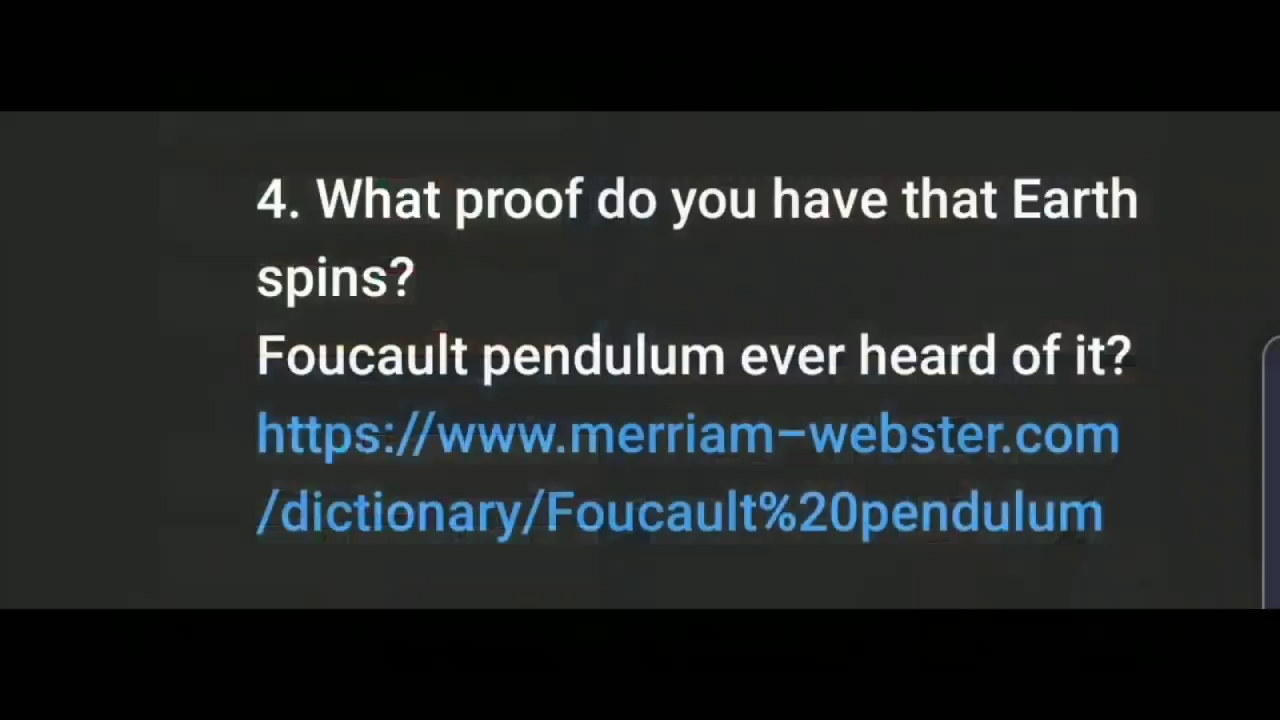 4. What proof do you have that Earth
spins?
Foucault pendulum ever heard of it?
https://www.merriam-webster.com
/dictionary/Foucault%20pendulum